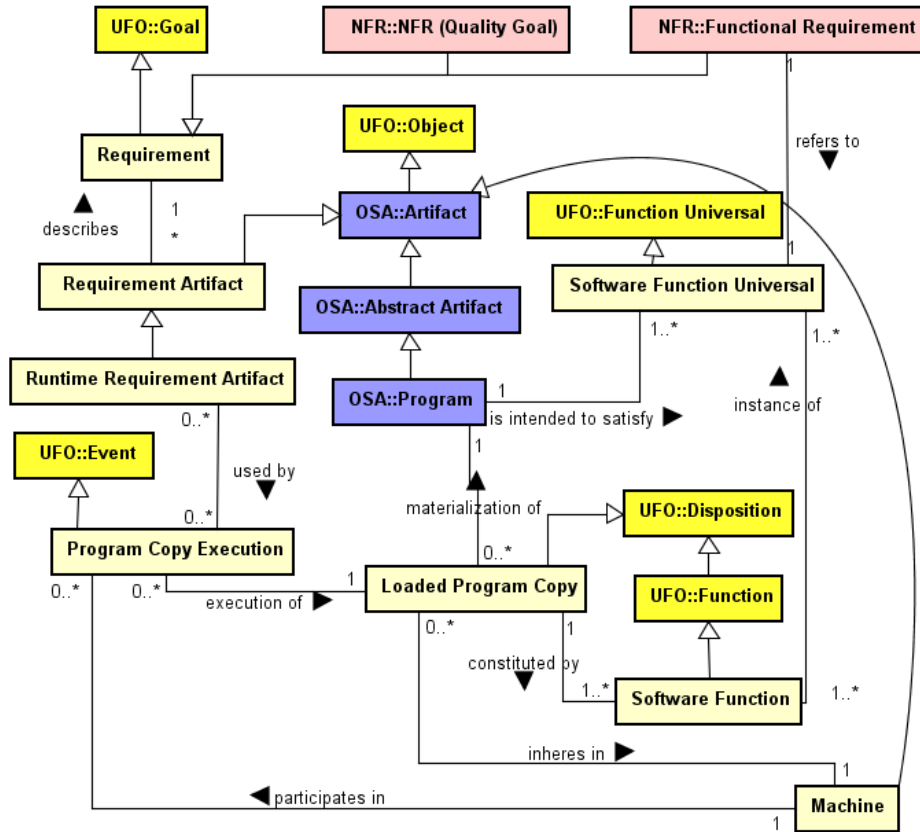 UFO::Goal
NFR::NFR (Quality Goal)
NFR::Functional Requirement
1
UFO::Object
Requirement
refers to
describes
1
*
OSA::Artifact
UFO::Function Universal
1
Requirement Artifact
Software Function Universal
OSA::Abstract Artifact
1..*
1..*
Runtime Requirement Artifact
OSA::Program
1
is intended to satisfy
instance of
0..*
1
UFO::Event
used by
materialization of
UFO::Disposition
0..*
Program Copy Execution
0..*
0..*
0..*
1
Loaded Program Copy
UFO::Function
execution of
0..*
1
constituted by
1..*
Software Function
1..*
inheres in
1
participates in
Machine
1